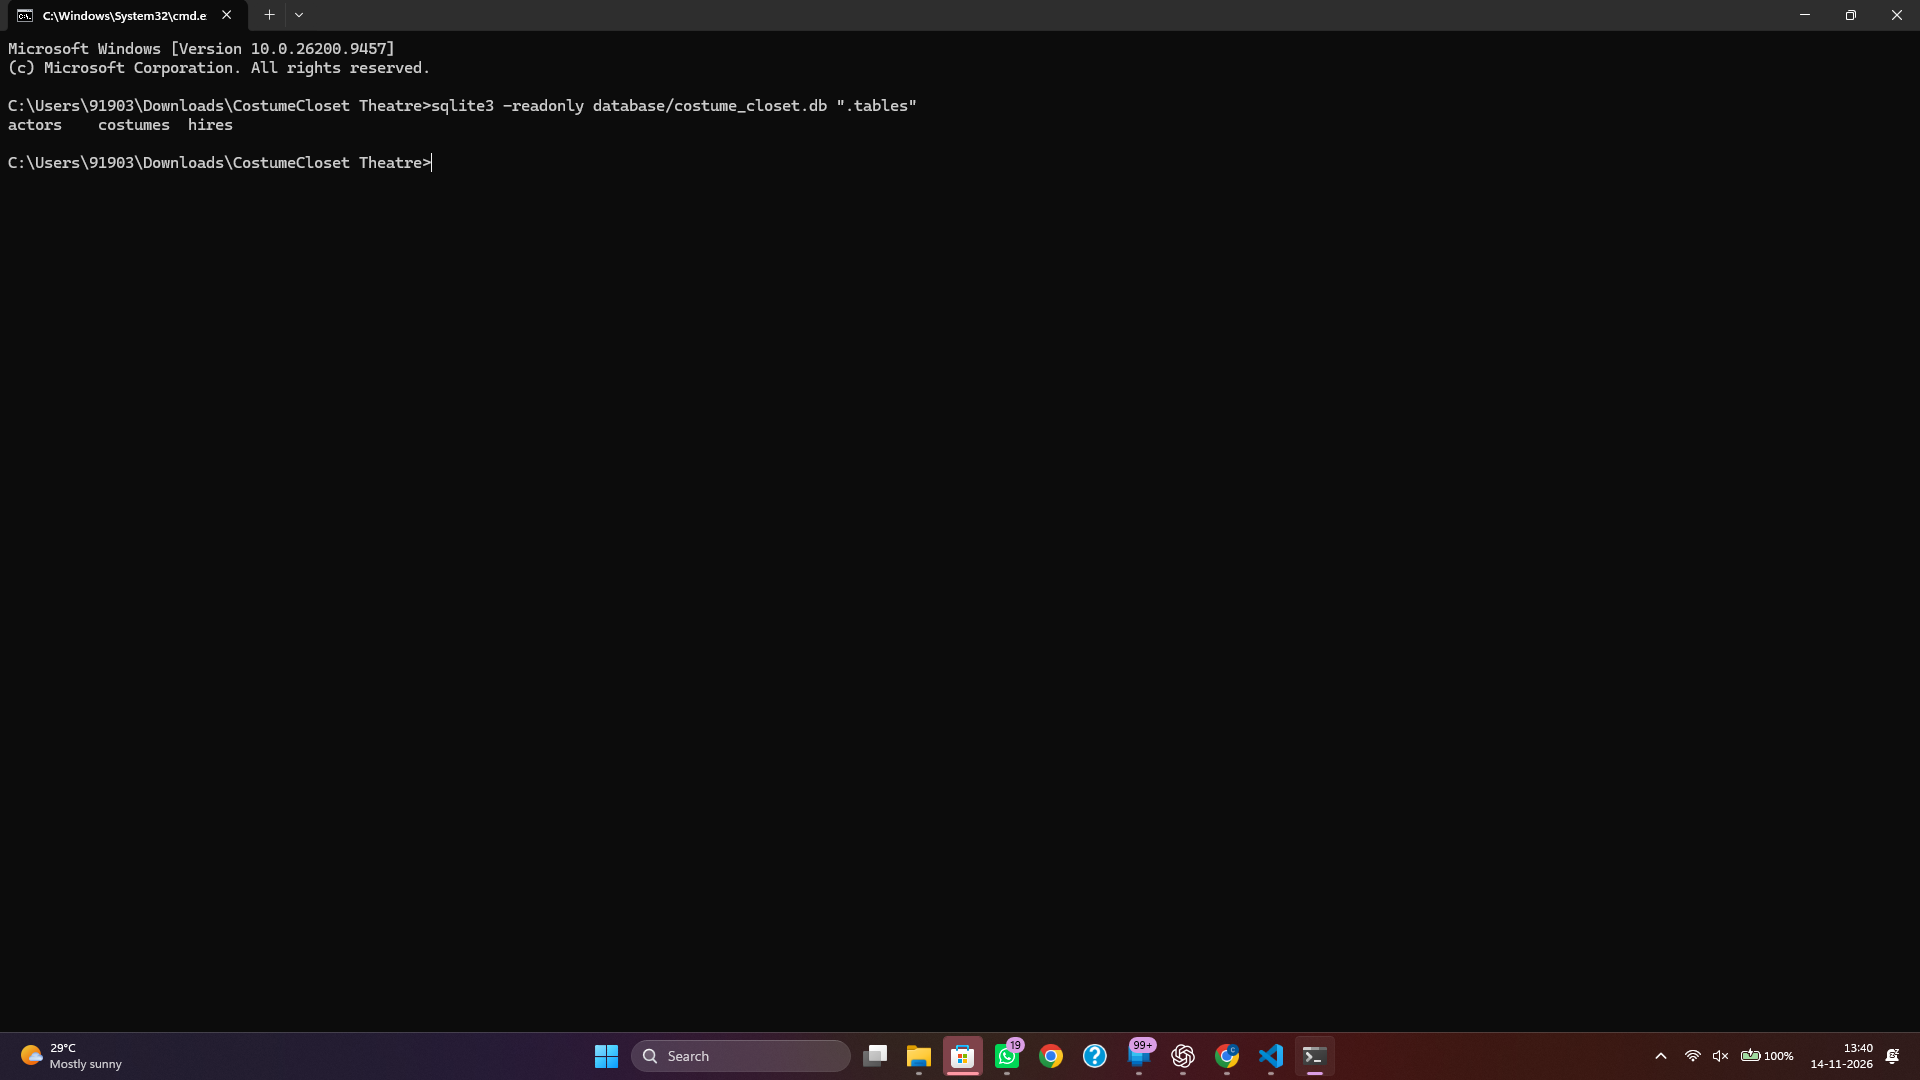 C:\Windows\System32\cmd.e
Microsoft Windows [Version 10.0.26200.9457]
(c) Microsoft Corporation. All rights reserved.
C:\Users\91903\Downloads\CostumeCloset Theatre>sqlite3 -readonly database/costume_closet.db ".tables"
actors    costumes  hires
C:\Users\91903\Downloads\CostumeCloset Theatre>
29°C
Mostly sunny
Search
19
99+
100%
13:40
14-11-2026